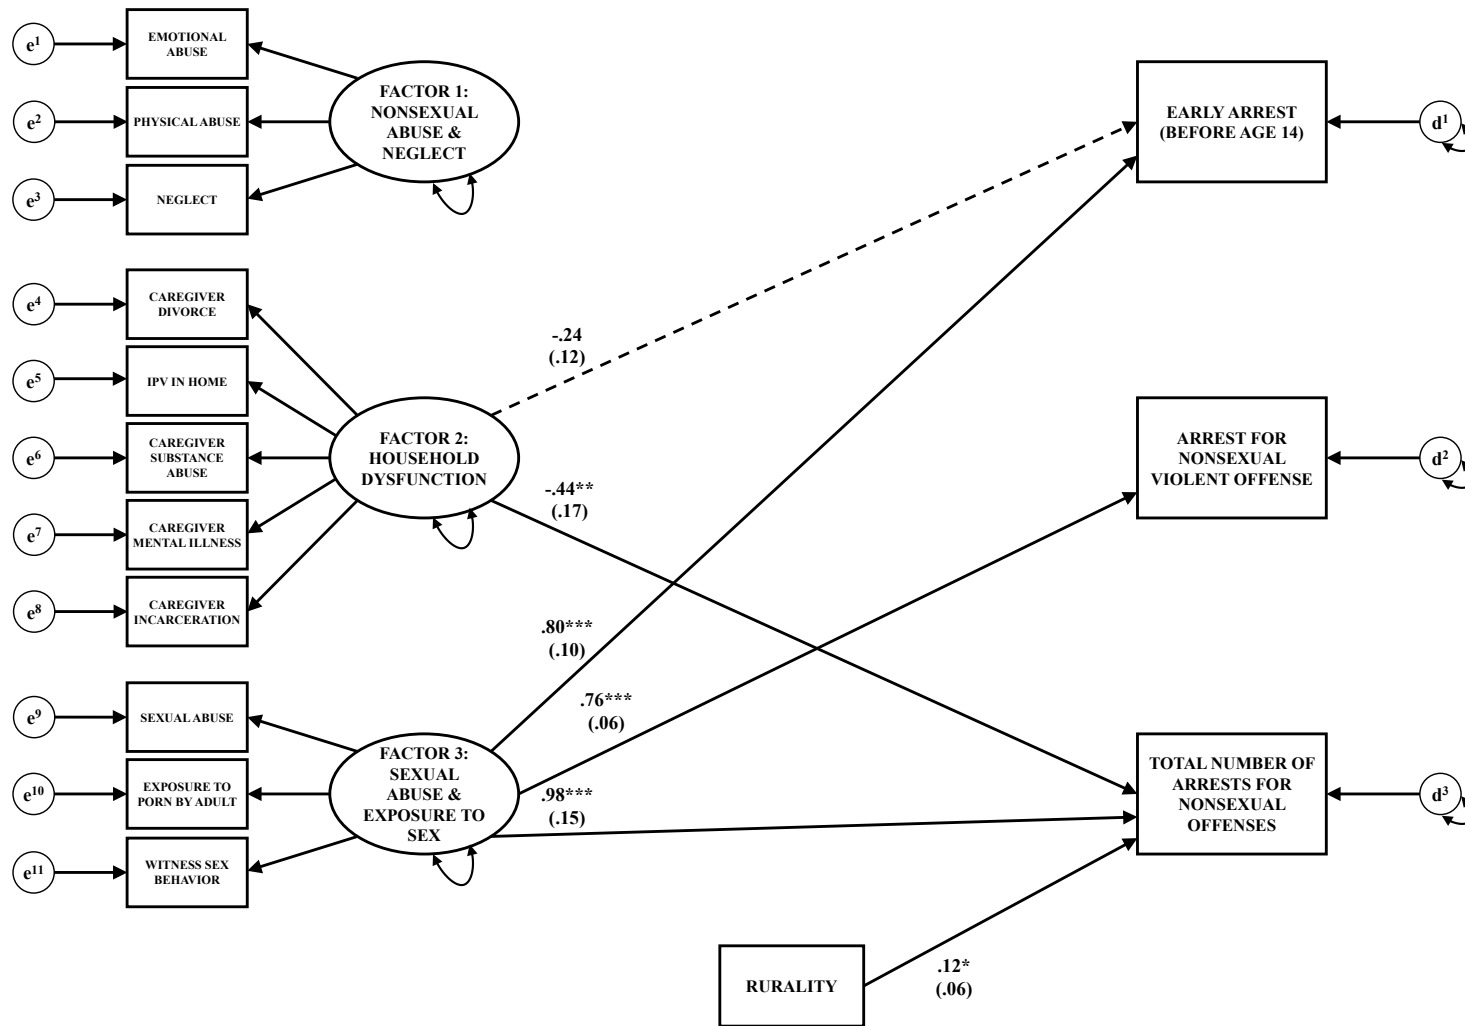 e1
EMOTIONAL
ABUSE
e2
PHYSICAL ABUSE
e3
NEGLECT
FACTOR 1:
NONSEXUAL
ABUSE &
NEGLECT
EARLY ARREST
(BEFORE AGE 14)
d1
e4
CAREGIVER
DIVORCE
e5
IPV IN HOME
e6
CAREGIVER
SUBSTANCE
ABUSE
e7
CAREGIVER
MENTAL ILLNESS
e8
CAREGIVER
INCARCERATION
FACTOR 2:
HOUSEHOLD
DYSFUNCTION
-.24
(.12)
-.44**
(.17)
ARREST FOR
NONSEXUAL
VIOLENT OFFENSE
d2
.80***
(.10)
.76***
(.06)
e9
SEXUAL ABUSE
e10
EXPOSURE TO
PORN BY ADULT
e11
WITNESS SEX
BEHAVIOR
FACTOR 3:
SEXUAL
ABUSE &
EXPOSURE TO
SEX
.98***
(.15)
TOTAL NUMBER OF
ARRESTS FOR
NONSEXUAL
OFFENSES
d3
RURALITY
.12*
(.06)